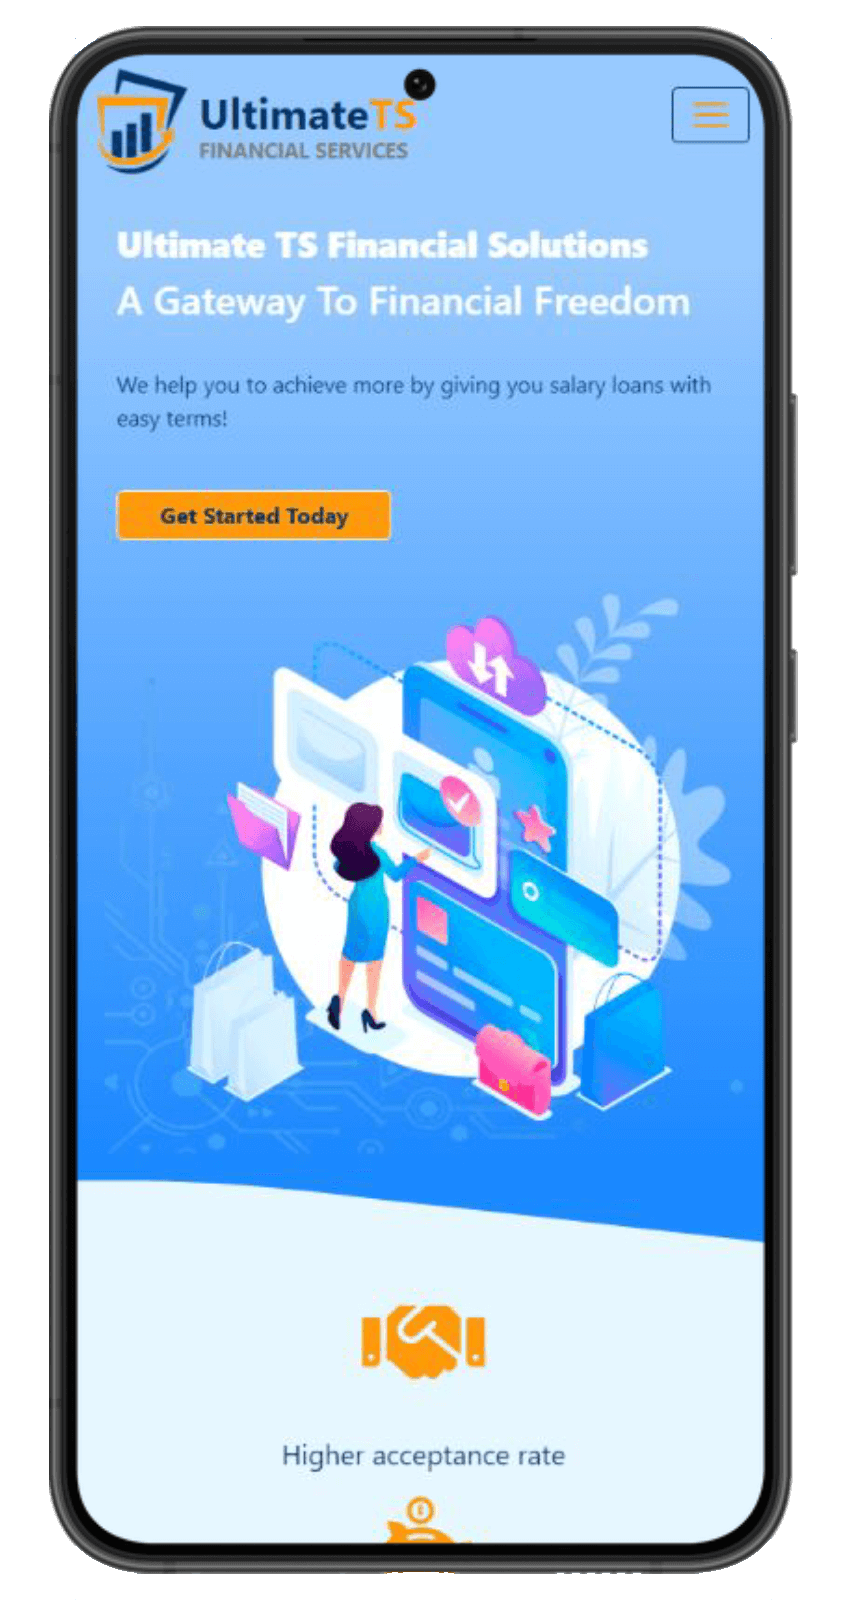 UltimateTS
FINANCIAL SERVICES
Ultimate TS Financial Solutions
A Gateway To Financial Freedom
We help you to achieve more by giving you salary loans with
easy terms!
Get Started Today
Higher acceptance rate